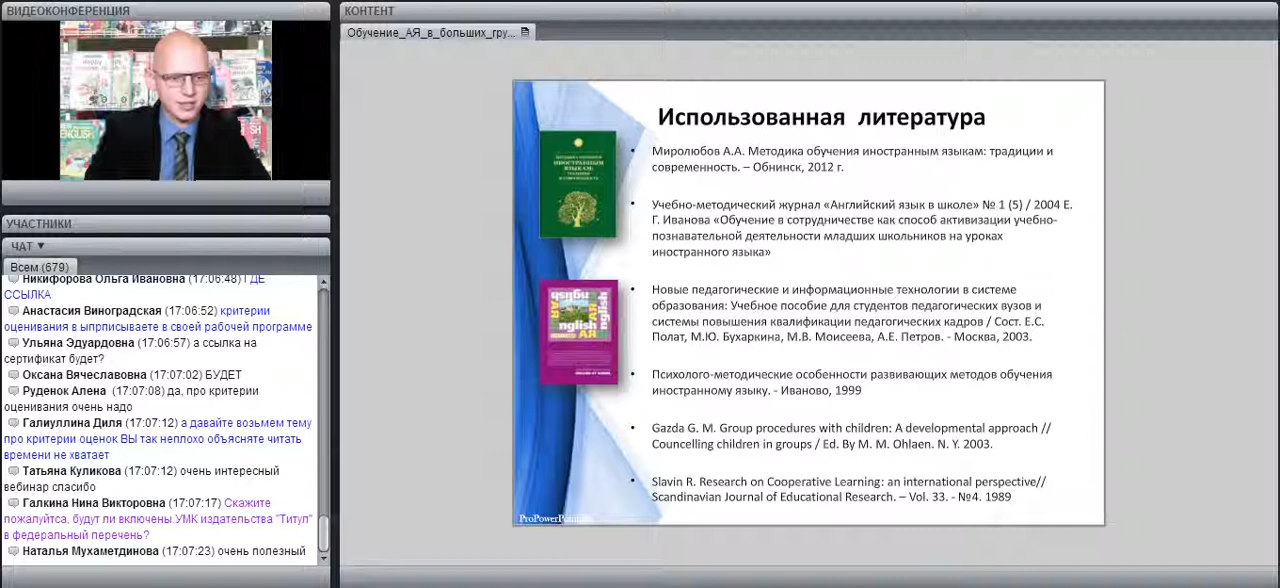 ВИДЕОКОНФЕРЕНЦИЯ
ENGLISH
SH
УЧАСТНИКИ
ЧАТ ▼
Всем (679)
Никифорова Ольга Ивановна (17:06:48) ГДЕ
ССЫЛКА
Анастасия Виноградская (17:06:52) критерии
оценивания в ыпрписываете в своей рабочей программе
Ульяна Эдуардовна (17:06:57) а ссылка на
сертификат будет?
Оксана Вячеславовна (17:07:02) БУДЕТ
Руденок Алена (17:07:08) да, про критерии
оценивания очень надо
Галиуллина Диля (17:07:12) а давайте возьмем тему
про критерии оценок ВЫ так неплохо объясняте читать
времени не хватает
Татьяна Куликова (17:07:12) очень интересный
вебинар спасибо
Галкина Нина Викторовна (17:07:17) Скажите
пожалуйтса, будут ли включены УМК издательства "Титул"
в федеральный перечень?
Наталья Мухаметдинова (17:07:23) очень полезный
КОНТЕНТ
Обучение_АЯ_в_больших_гру...
Использованная литература
• Миролюбов А.А. Методика обучения иностранным языкам: традиции и
современность. – Обнинск, 2012 г.
• Учебно-методический журнал «Английский язык в школе» № 1 (5) / 2004 Е.
Г. Иванова «Обучение в сотрудничестве как способ активизации учебно-
познавательной деятельности младших школьников на уроках
иностранного языка»
• Новые педагогические и информационные технологии в системе
образования: Учебное пособие для студентов педагогических вузов и
системы повышения квалификации педагогических кадров / Сост. Е.С.
Полат, М.Ю. Бухаркина, М.В. Моисеева, А.Е. Петров. - Москва, 2003.
• Психолого-методические особенности развивающих методов обучения
иностранному языку. - Иваново, 1999
• Gazda G. M. Group procedures with children: A developmental approach //
Councelling children in groups / Ed. By M. M. Ohlaen. N. Y. 2003.
• Slavin R. Research on Cooperative Learning: an international perspective//
Scandinavian Journal of Educational Research. – Vol. 33. - №4. 1989
ИНОСТРАННЫМ
ЯЗЫКАМ:
nglish